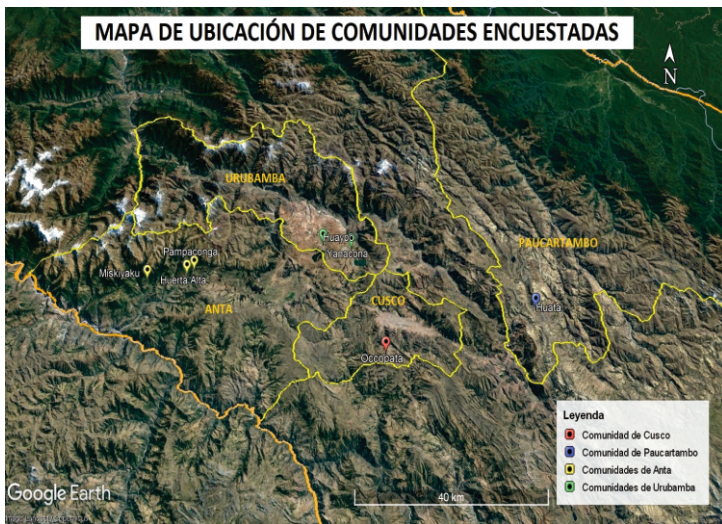 MAPA DE UBICACIÓN DE COMUNIDADES ENCUESTADAS
N
URUBAMBA
PAUCARTAMBO
Huaypo
Yanacona
Pampaconga
Miskiyaku
Huerta Alta
ANTA
CUSCO
Huata
Occopata
Leyenda
Comunidad de Cusco
Comunidad de Paucartambo
Comunidades de Anta
Comunidades de Urubamba
Google Earth
40 km